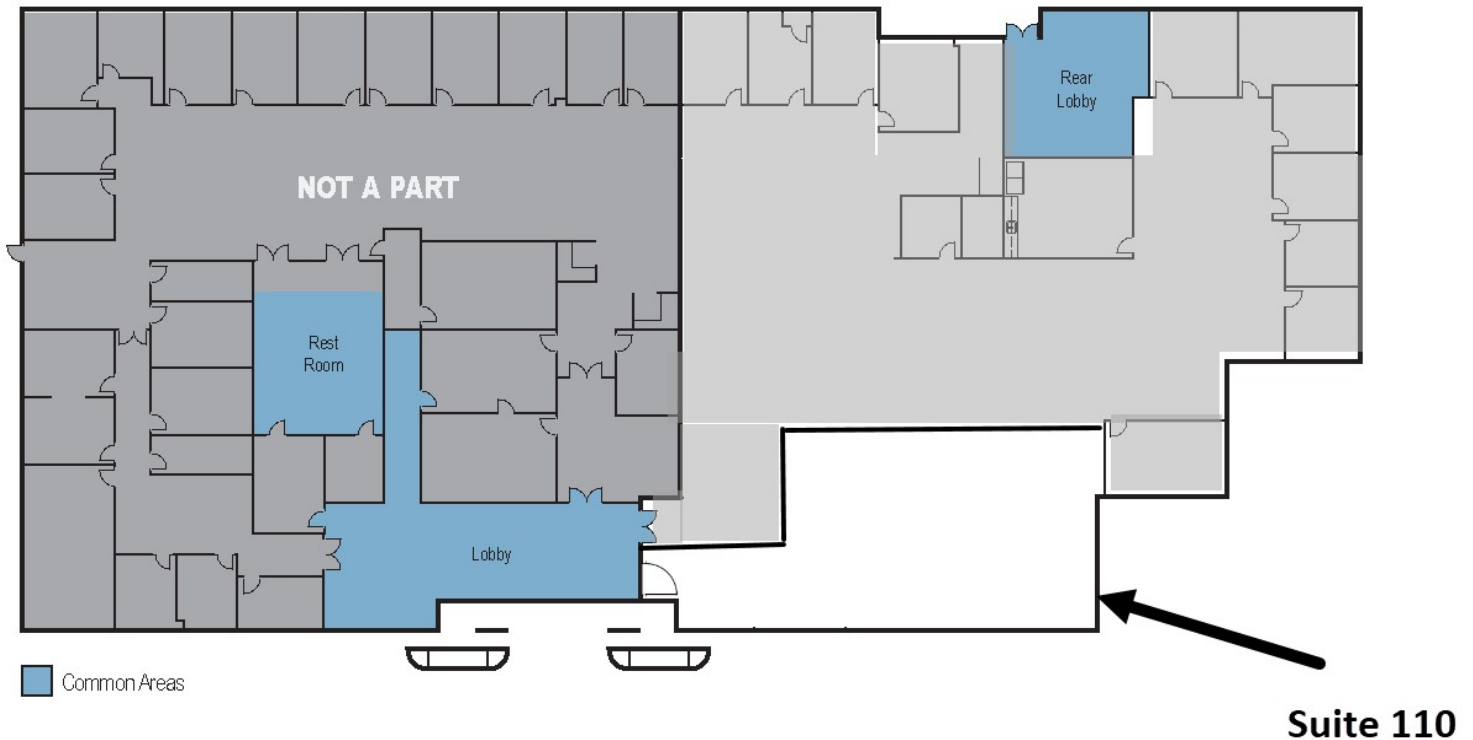 Rear
Lobby
NOT A PART
Rest
Room
Lobby
Common Areas
Suite 110